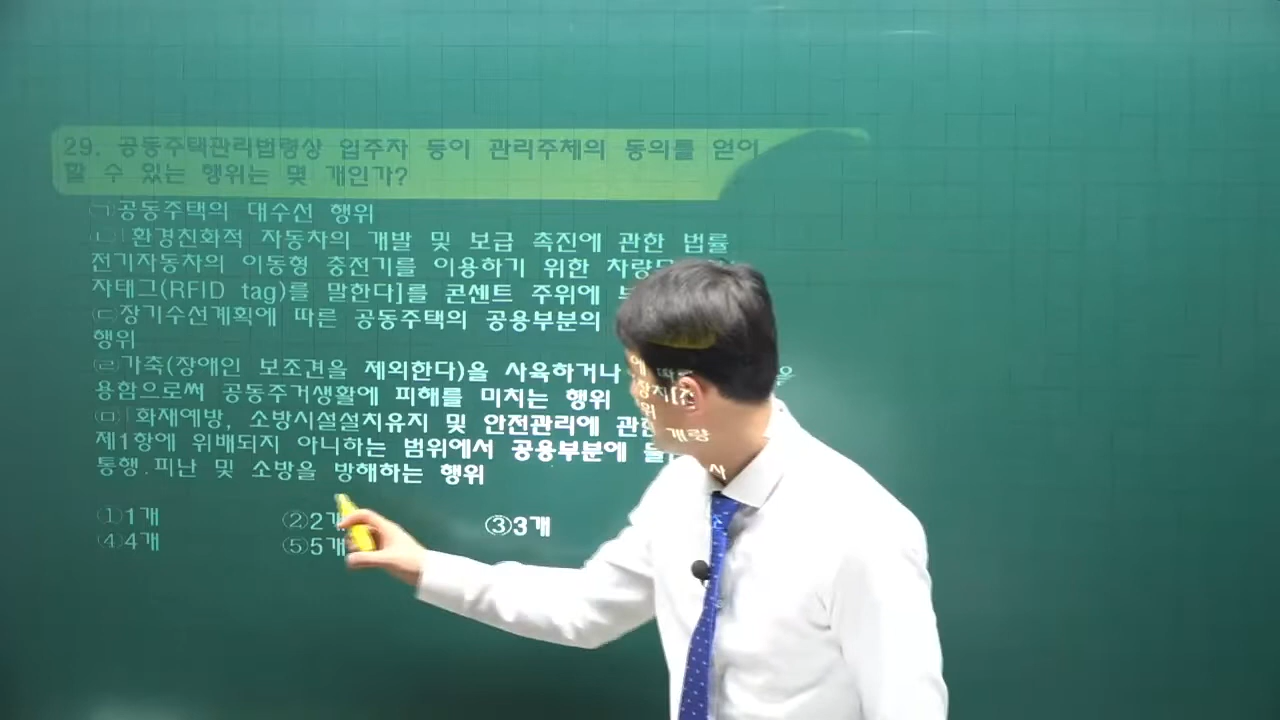 29. 공동주택관리법령상 입주자 등이 관리주체의 동의를 얻어
할 수 있는 행위는 몇 개인가?
㉠공동주택의 대수선 행위
㉡환경친화적 자동차의 개발 및 보급 촉진에 관한 법률
전기자동차의 이동형 충전기를 이용하기 위한
자태그(RFID tag)를 말한다]를 콘센트 주위에
㉢장기수선계획에 따른 공동주택의 공용부분의
행위
㉣가축(장애인 보조견을 제외한다)을 사육하거나
용함으로써 공동주거생활에 피해를 미치는 행위
㉤화재예방, 소방시설설치유지 및 안전관리에
제1항에 위배되지 아니하는 범위에서 공용부분에
통행.피난 및 소방을 방해하는 행위
①1개 ②2개 ③3개
④4개 ⑤5개